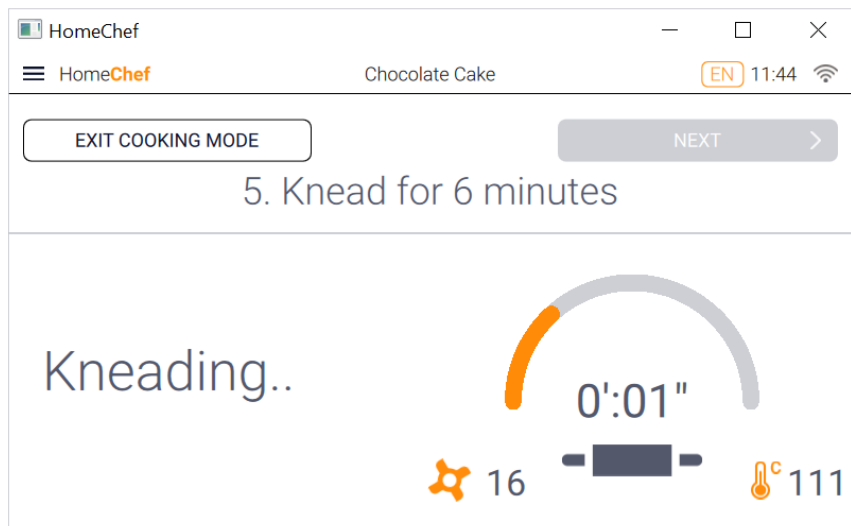 HomeChef
HomeChef Chocolate Cake EN 11:44
EXIT COOKING MODE NEXT
5. Knead for 6 minutes
Kneading..
0':01"
16 C 111